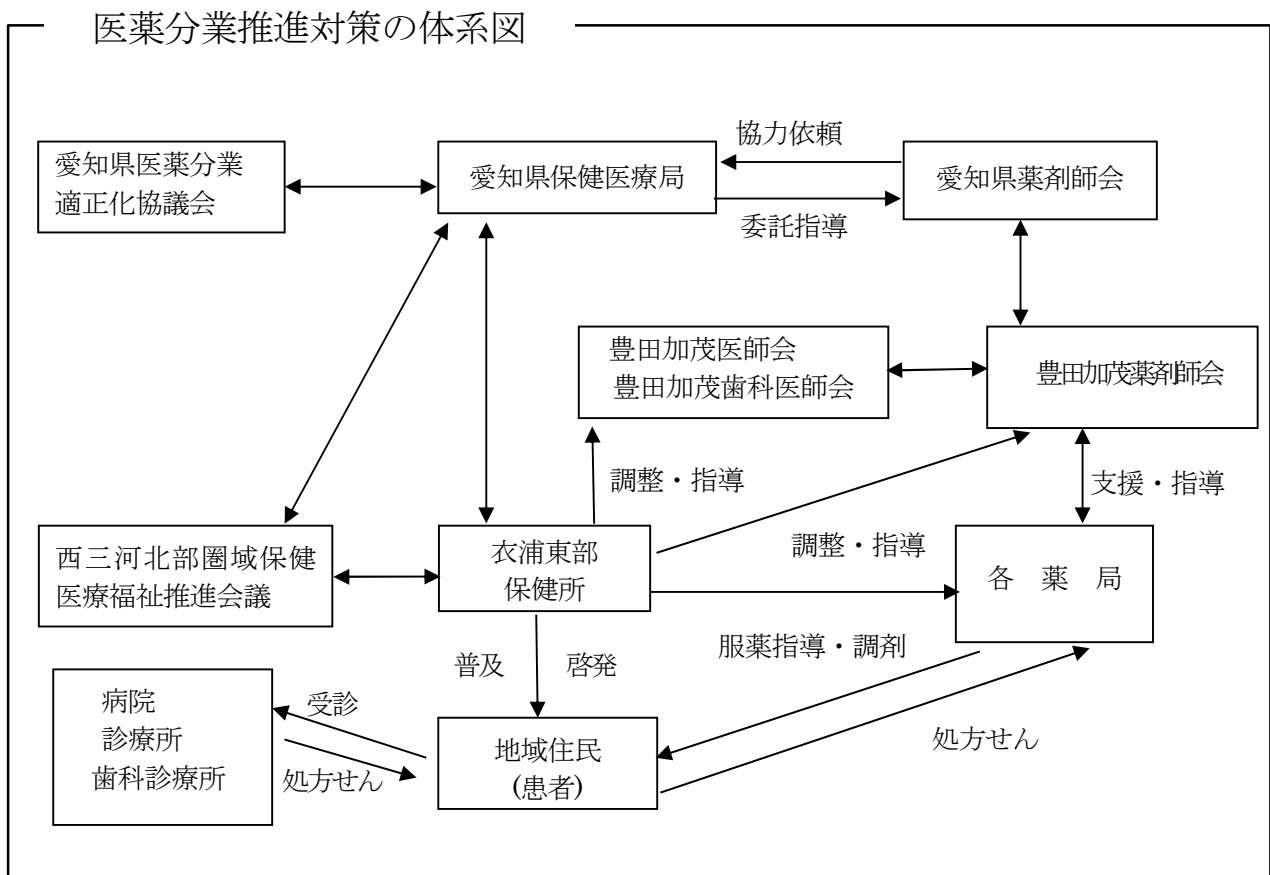 医薬分業推進対策の体系図
協力依頼
愛知県医薬分業
適正化協議会
愛知県保健医療局
愛知県薬剤師会
委託指導
豊田加茂医師会
豊田加茂歯科医師会
豊田加茂薬剤師会
調整・指導
支援・指導
西三河北部圏域保健
医療福祉推進会議
衣浦東部
保健所
調整・指導
各　薬　局
服薬指導・調剤
普及
啓発
病院
診療所
歯科診療所
受診
処方せん
地域住民
(患者)
処方せん